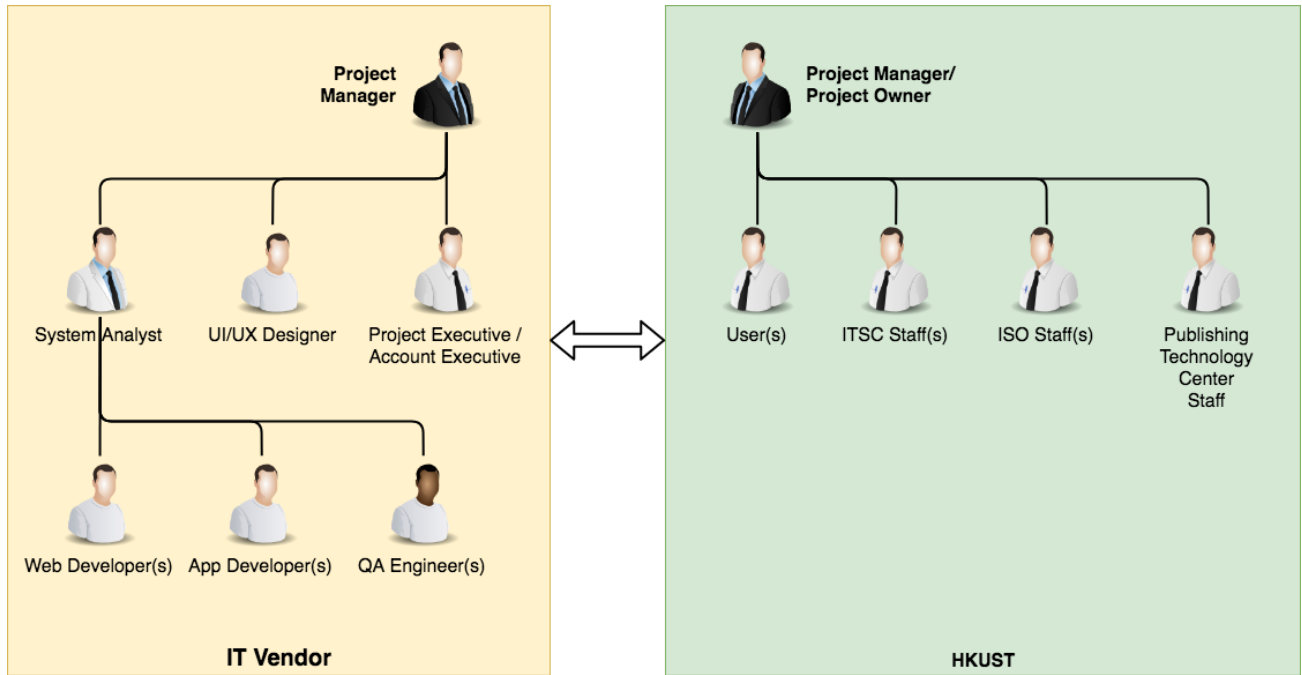 Project
Manager
System Analyst
UI/UX Designer
Project Executive /
Account Executive
Web Developer(s)
App Developer(s)
QA Engineer(s)
IT Vendor
Project Manager/
Project Owner
User(s)
ITSC Staff(s)
ISO Staff(s)
Publishing
Technology
Center
Staff
HKUST